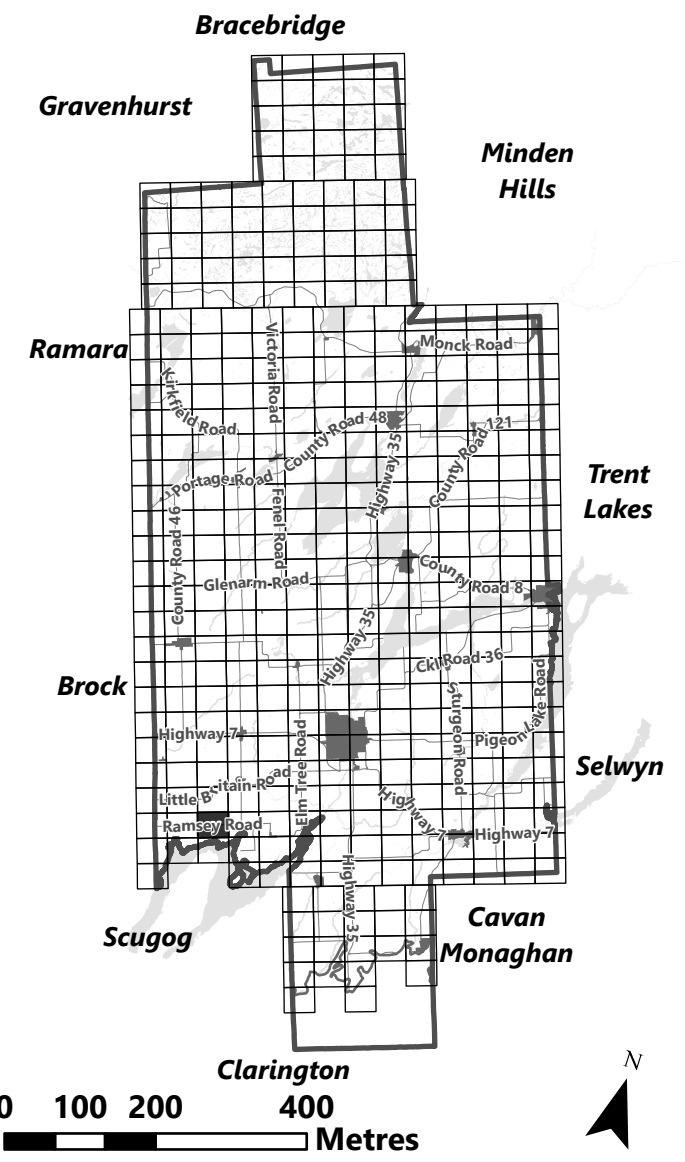 Bracebridge
Gravenhurst
Minden
Hills
Ramara
Victoria Road
Monck Road
Kirkfield Road
County Road 48
Highway 35
County Road 121
Portage Road
Trent
Lakes
County Road 46
Fenel Road
Glenarm Road
County Road 8
Highway 35
Ckl Road 36
Brock
Sturgeon Road
Pigeon Lake Road
Highway 7
Elm Tree Road
Selwyn
Little Britain Road
Highway 7
Ramsey Road
Highway 7
Highway 35
Scugog
Cavan
Monaghan
Clarington
N
0 100 200 400
Metres